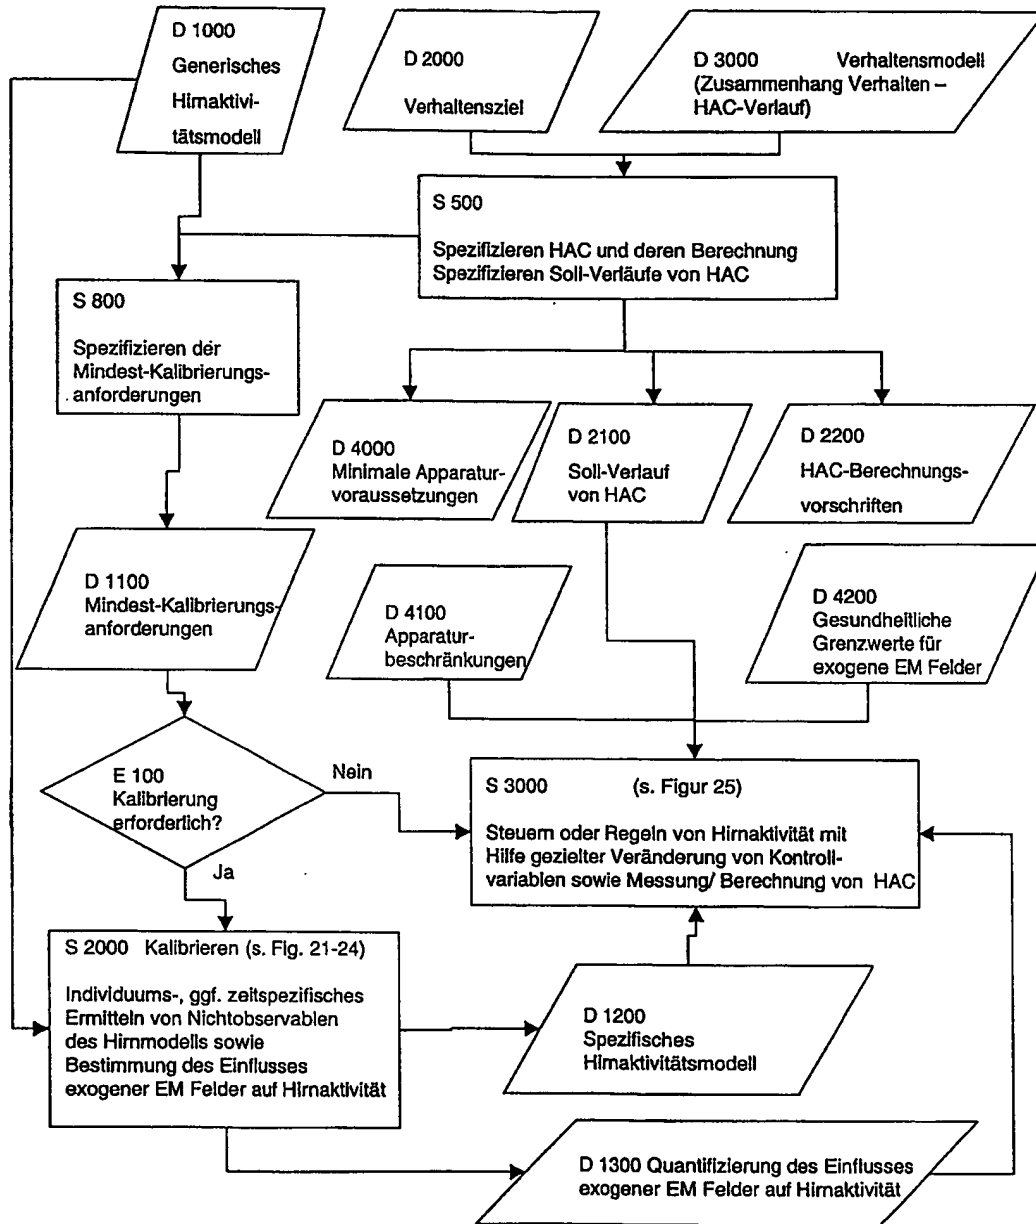 D 1000
Generisches
Hirnaktivi-
tätsmodell
D 2000
Verhaltensziel
D 3000 Verhaltensmodell
(Zusammenhang Verhalten –
HAC-Verlauf)
S 500
Spezifizieren HAC und deren Berechnung
Spezifizieren Soll-Verläufe von HAC
S 800
Spezifizieren der
Mindest-Kalibrierungs-
anforderungen
D 4000
Minimale Apparatur-
voraussetzungen
D 2100
Soll-Verlauf
von HAC
D 2200
HAC-Berechnungs-
vorschriften
D 1100
Mindest-Kalibrierungs-
anforderungen
D 4100
Apparatur-
beschränkungen
D 4200
Gesundheitliche
Grenzwerte für
exogene EM Felder
E 100
Kalibrierung
erforderlich?
Nein
Ja
S 3000 (s. Figur 25)
Steuern oder Regeln von Hirnaktivität mit
Hilfe gezielter Veränderung von Kontroll-
variablen sowie Messung/ Berechnung von HAC
S 2000 Kalibrieren (s. Fig. 21-24)
Individuums-, ggf. zeitspezifisches
Ermitteln von Nichtobservablen
des Hirnmodells sowie
Bestimmung des Einflusses
exogener EM Felder auf Hirnaktivität
D 1200
Spezifisches
Hirnaktivitätsmodell
D 1300 Quantifizierung des Einflusses
exogener EM Felder auf Hirnaktivität